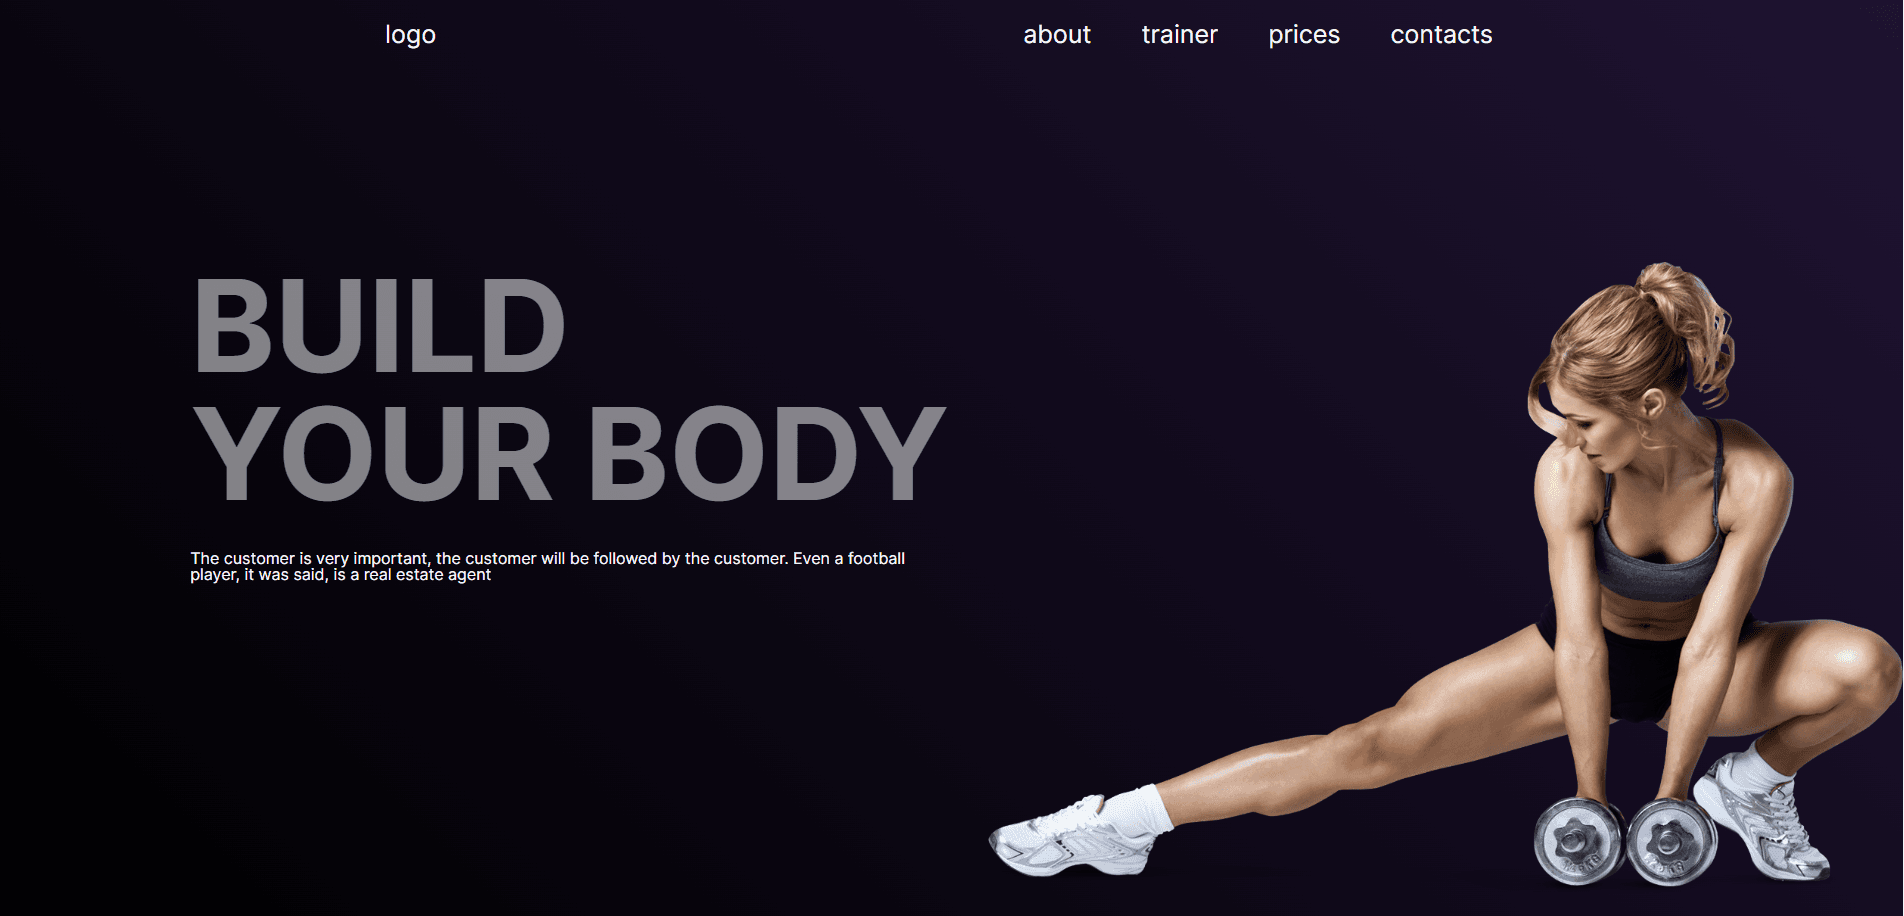 logo
about trainer prices contacts
BUILD
YOUR BODY
The customer is very important, the customer will be followed by the customer. Even a football
player, it was said, is a real estate agent